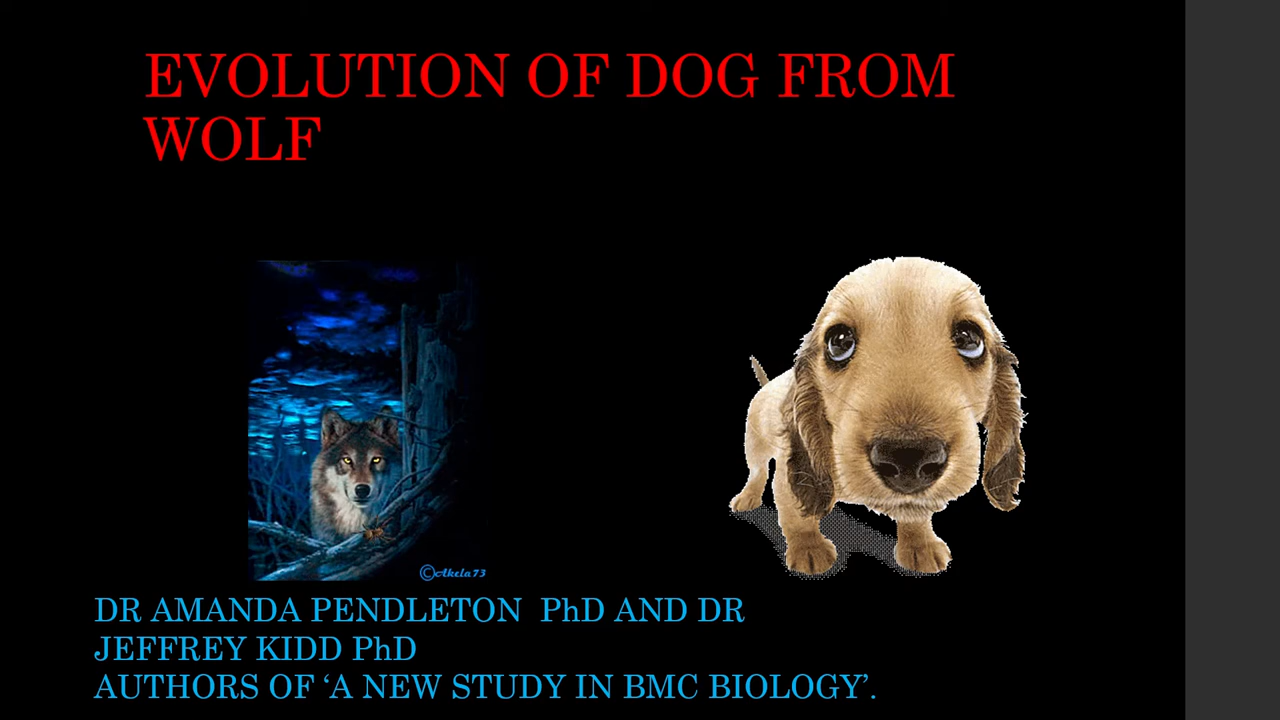 EVOLUTION OF DOG FROM
WOLF
©Akela73
DR AMANDA PENDLETON PhD AND DR
JEFFREY KIDD PhD
AUTHORS OF ‘A NEW STUDY IN BMC BIOLOGY’.